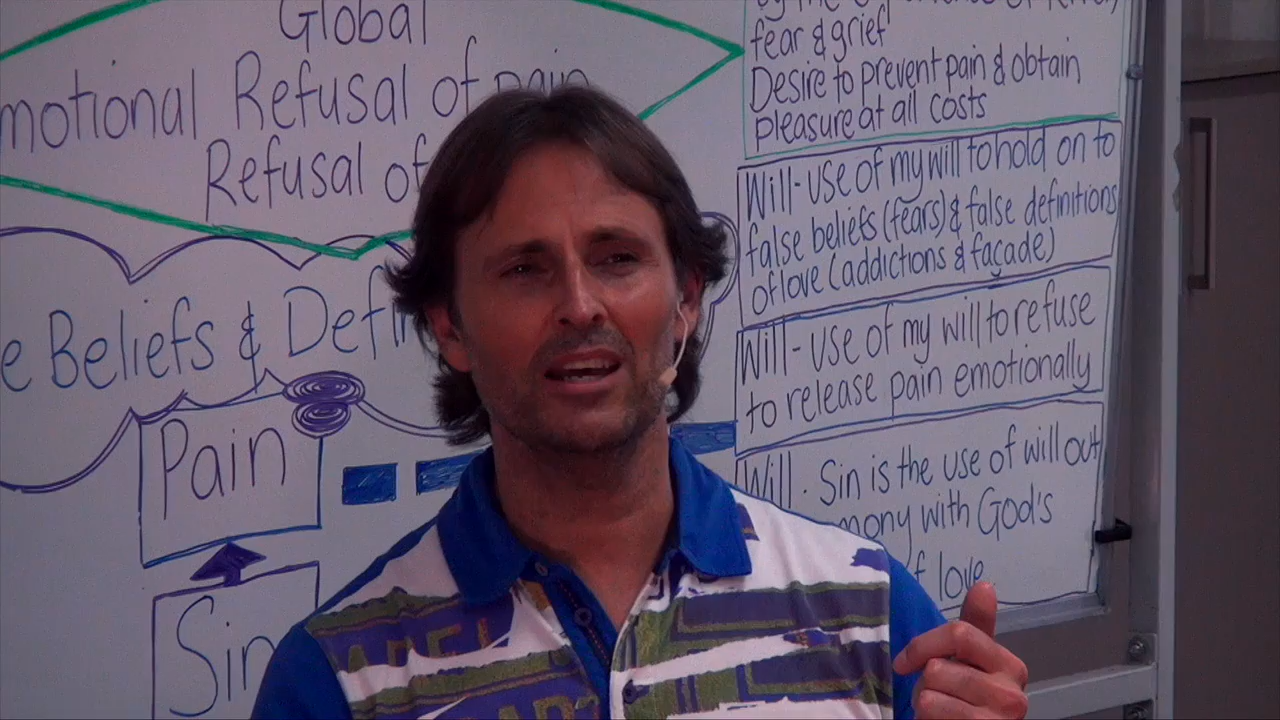 Global
motional Refusal of pain
Refusal of
e Beliefs & Defin
Pain
Sin
fear & grief
Desire to prevent pain & obtain
pleasure at all costs
Will - use of my will to hold on to
false beliefs (fears) & false definitions
of love (addictions & façade)
Will - use of my will to refuse
to release pain emotionally
Will - Sin is the use of will out
mony with God's
f love